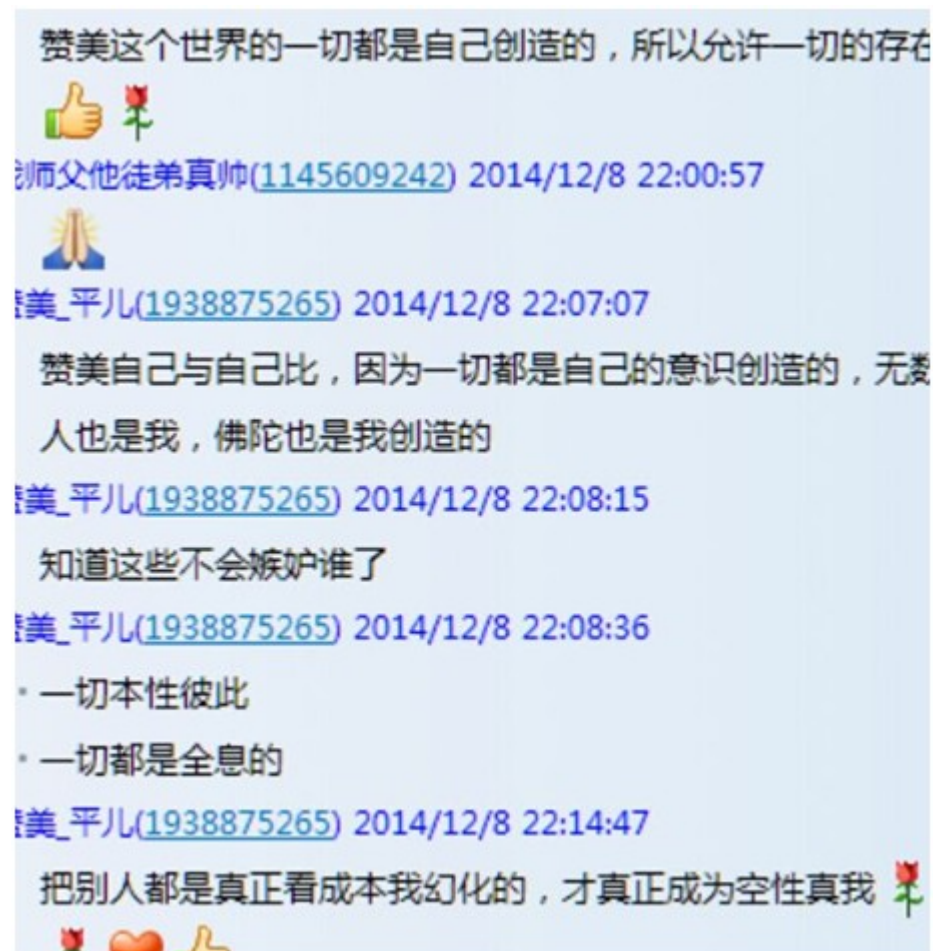 赞美这个世界的一切都是自己创造的，所以允许一切的存在
师父他徒弟真帅(1145609242) 2014/12/8 22:00:57
美_平儿(1938875265) 2014/12/8 22:07:07
赞美自己与自己比，因为一切都是自己的意识创造的，无数
人也是我，佛陀也是我创造的
美_平儿(1938875265) 2014/12/8 22:08:15
知道这些不会嫉妒谁了
美_平儿(1938875265) 2014/12/8 22:08:36
· 一切本性彼此
· 一切都是全息的
美_平儿(1938875265) 2014/12/8 22:14:47
把别人都是真正看成本我幻化的，才真正成为空性真我